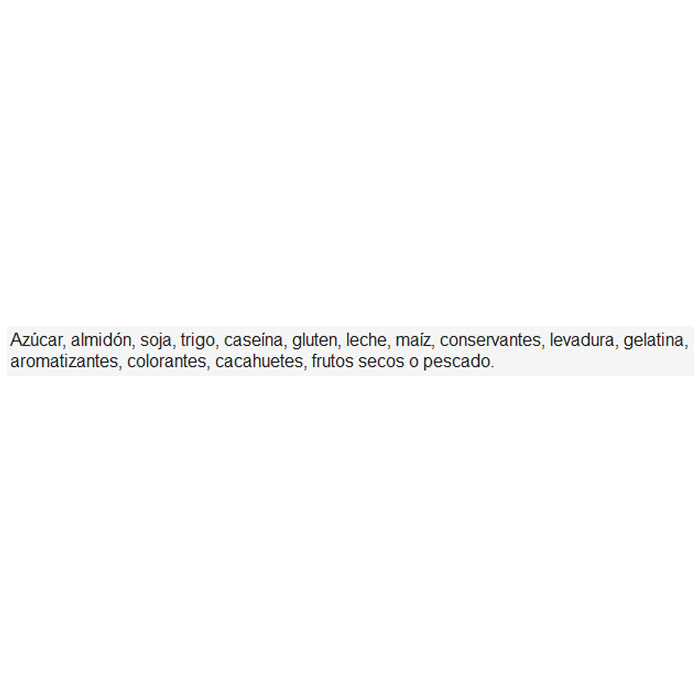 Azúcar, almidón, soja, trigo, caseína, gluten, leche, maíz, conservantes, levadura, gelatina,
aromatizantes, colorantes, cacahuetes, frutos secos o pescado.